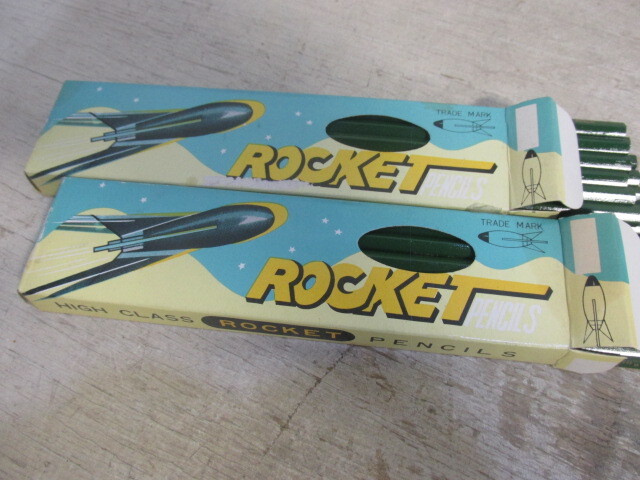 TRADE MARK
ROCKET
PENCILS
TRADE MARK
ROCKET
PENCILS
HIGH CLASS ROCKET PENCILS